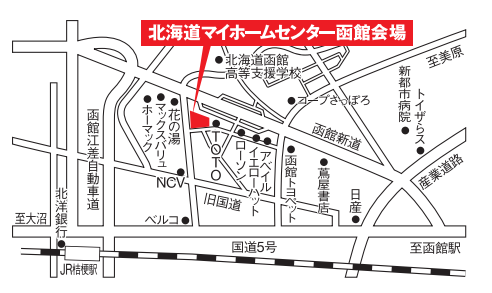 北海道マイホームセンター函館会場
北海道函館
高等支援学校
至美原
コープさっぽろ
新都市病院
トイザらス
函館新道
産業道路
花の湯
マックスバリュ
ホーマック
TOTO
ローソン
イエローハット
アベイル
函館トヨペット
蔦屋書店
日産
函館江差自動車道
NCV
旧国道
ベルコ
北洋銀行
至大沼
国道5号
至函館駅
JR桔梗駅